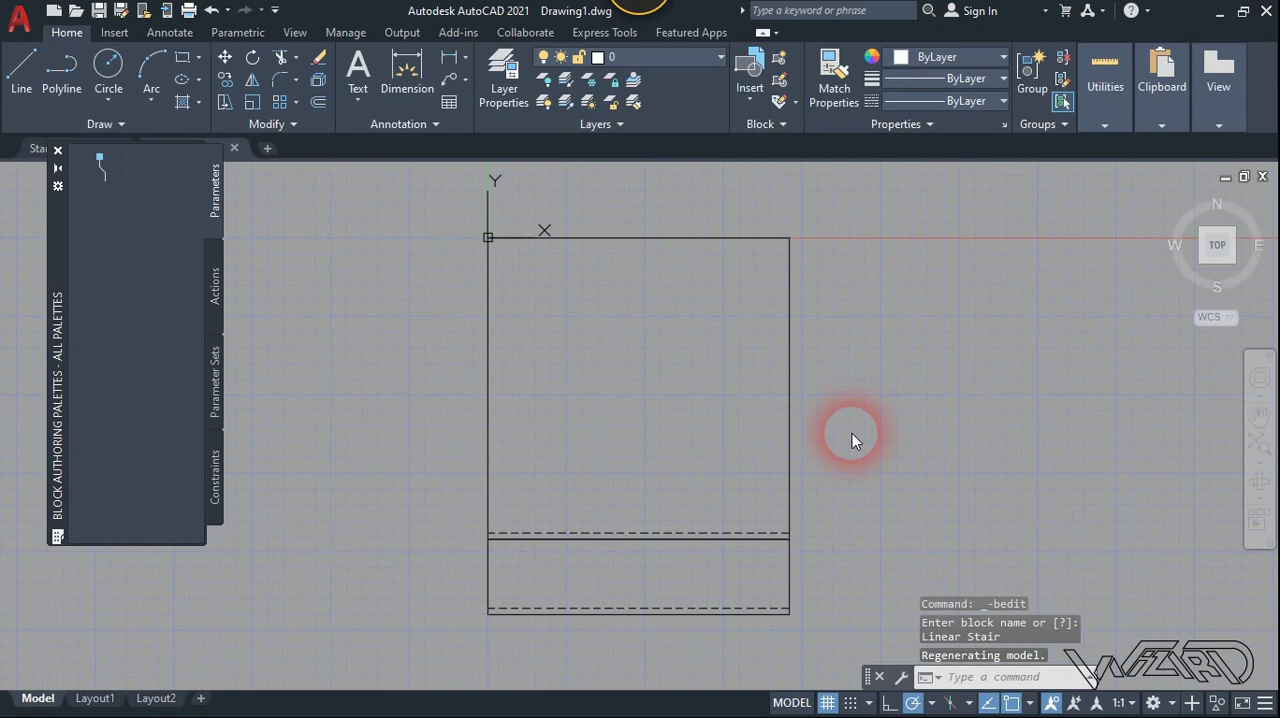 Autodesk AutoCAD 2021 Drawing1.dwg
Type a keyword or phrase
Sign In
Home Insert Annotate Parametric View Manage Output Add-ins Collaborate Express Tools Featured Apps
Line
Polyline
Circle
Arc
Text
Dimension
Layer
Properties
0
Insert
Match
Properties
ByLayer
ByLayer
ByLayer
Group
Utilities
Clipboard
View
Draw
Modify
Annotation
Layers
Block
Properties
Groups
Star
Parameters
Actions
Parameter Sets
Constraints
BLOCK AUTHORING PALETTES - ALL PALETTES
Y
X
N
W
TOP
E
S
WCS
Command: _-bedit
Enter block name or [?]:
Linear Stair
Regenerating model.
Type a command
WIZARD
Model Layout1 Layout2
MODEL
1:1